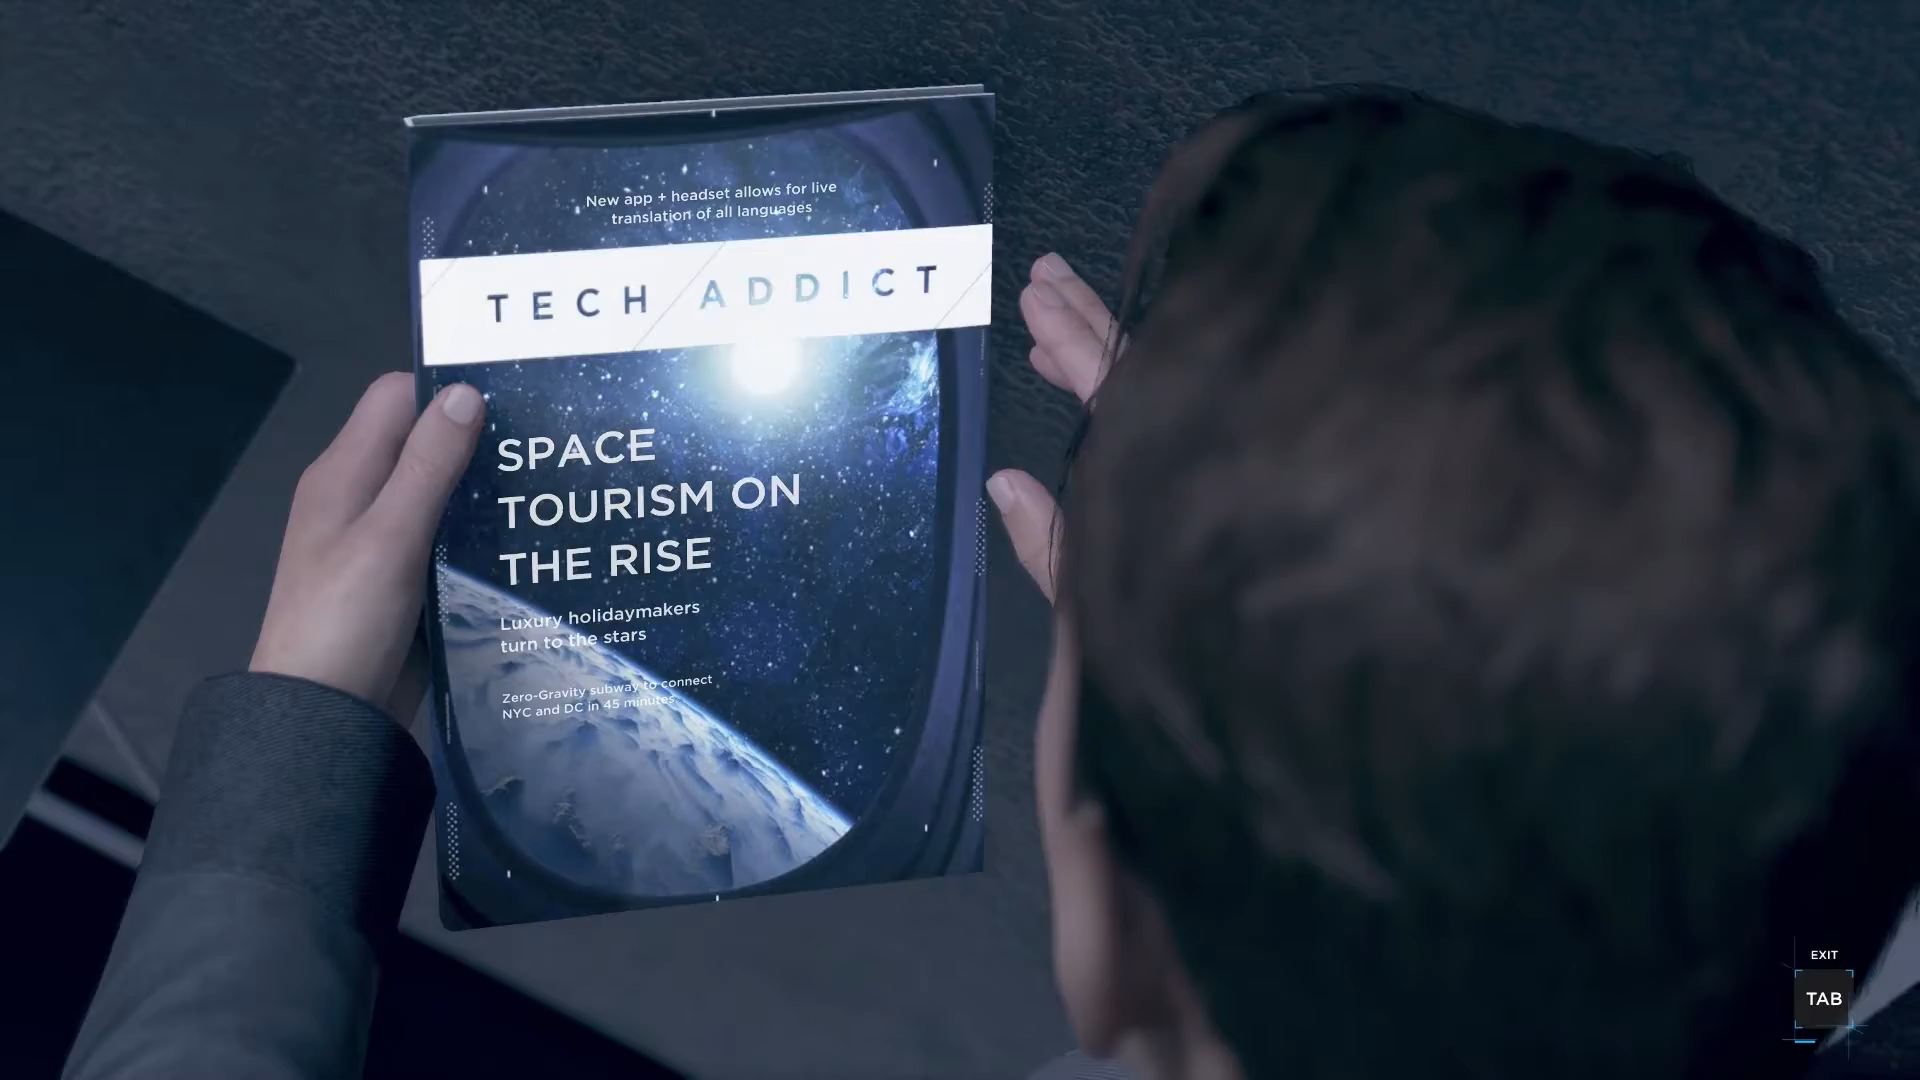 New app + headset allows for live
translation of all languages
TECH ADDICT
SPACE
TOURISM ON
THE RISE
Luxury holidaymakers
turn to the stars
Zero-Gravity subway to connect
NYC and DC in 45 minutes
EXIT
TAB